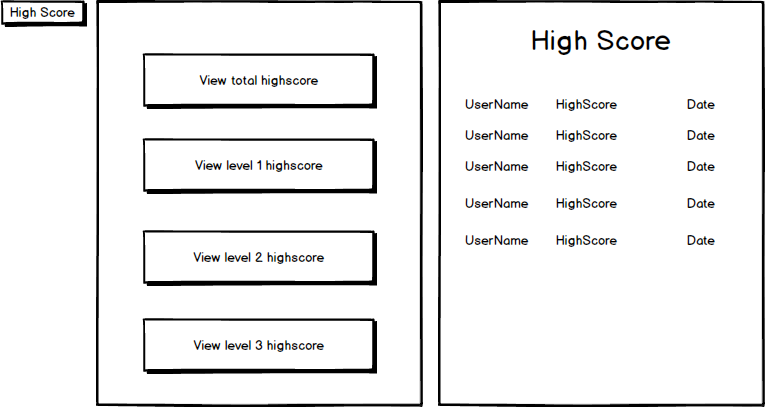 High Score
View total highscore
View level 1 highscore
View level 2 highscore
View level 3 highscore
High Score
UserName HighScore Date
UserName HighScore Date
UserName HighScore Date
UserName HighScore Date
UserName HighScore Date